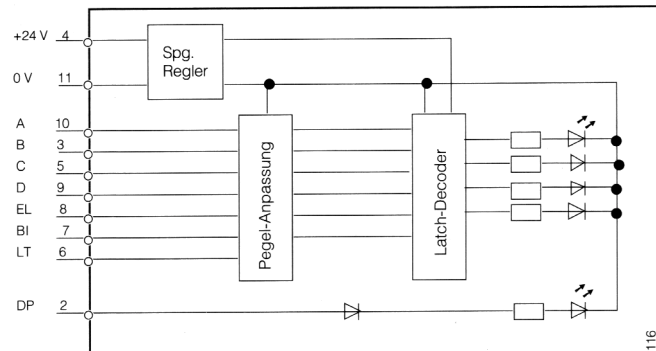 +24 V 4
Spg.
Regler
0 V 11
A 10
B 3
C 5
D 9
EL 8
BI 7
LT 6
Pegel-Anpassung
Latch-Decoder
DP 2
116